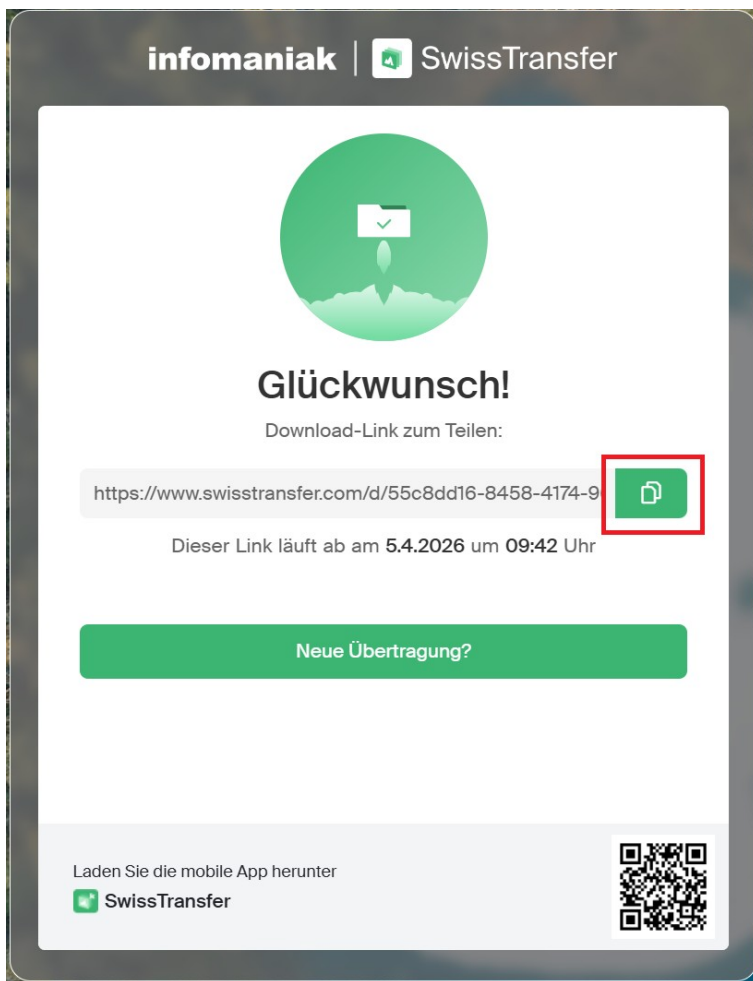 infomaniak | SwissTransfer
Glückwunsch!
Download-Link zum Teilen:
https://www.swisstransfer.com/d/55c8dd16-8458-4174-9
Dieser Link läuft ab am 5.4.2026 um 09:42 Uhr
Neue Übertragung?
Laden Sie die mobile App herunter
SwissTransfer